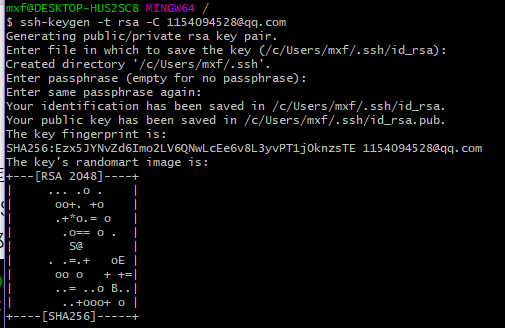 mxf@DESKTOP-HUS2SC8 MINGW64 /
$ ssh-keygen -t rsa -C 1154094528@qq.com
Generating public/private rsa key pair.
Enter file in which to save the key (/c/Users/mxf/.ssh/id_rsa):
Created directory '/c/Users/mxf/.ssh'.
Enter passphrase (empty for no passphrase):
Enter same passphrase again:
Your identification has been saved in /c/Users/mxf/.ssh/id_rsa.
Your public key has been saved in /c/Users/mxf/.ssh/id_rsa.pub.
The key fingerprint is:
SHA256:Ezx5JYNvZd6Imo2LV6QNwLcEe6v8L3yvPT1jOknzsTE 1154094528@qq.com
The key's randomart image is:
+---[RSA 2048]----+
|     ... .o .    |
|      oo+. +o    |
|      .+*o.= o   |
|       .o== o .  |
|        S@       |
|     . .=.+   oE |
|      oo o   + +=|
|      ..= ..o B..|
|       ..+ooo+ o |
+----[SHA256]-----+